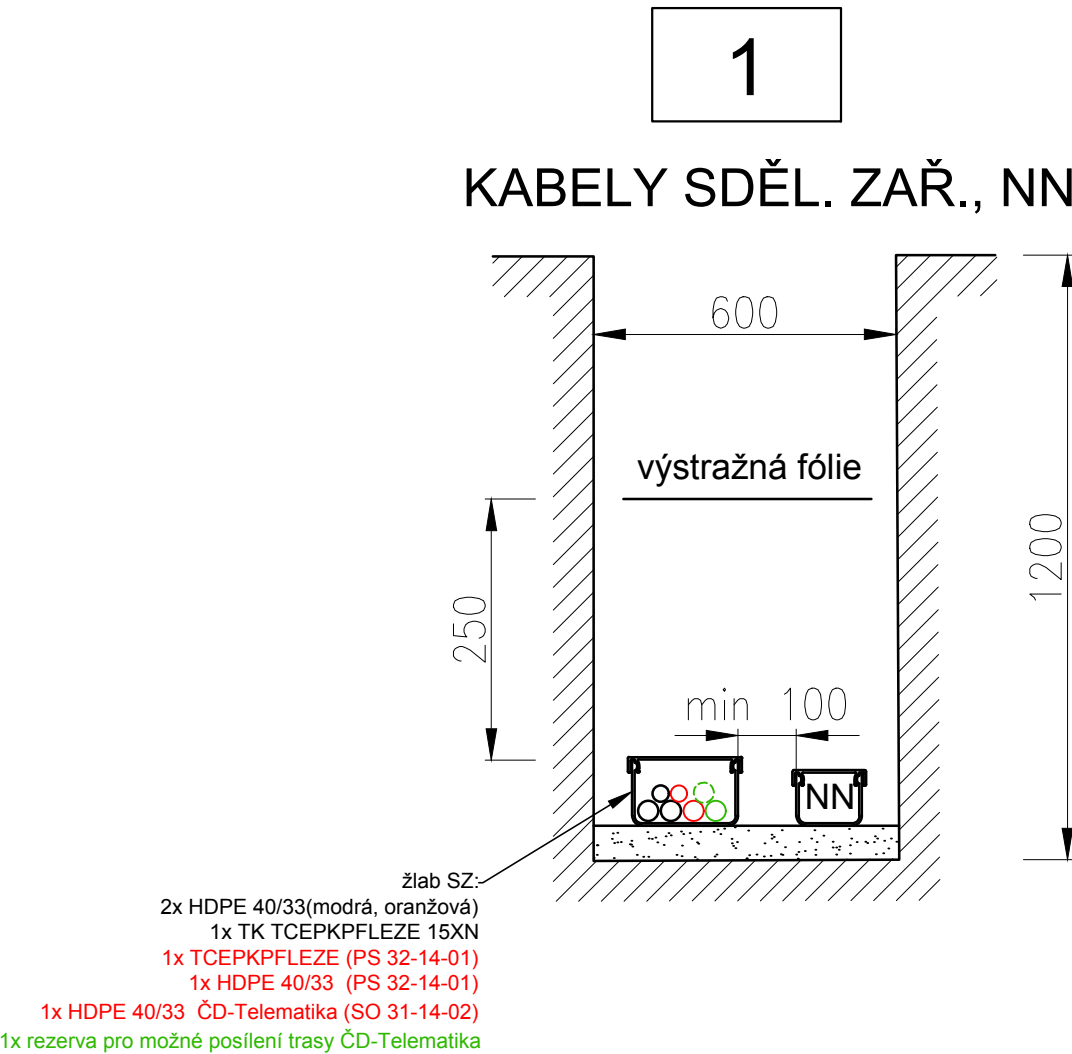 1
KABELY SDĚL. ZAŘ., NN
600
výstražná fólie
250
1200
min 100
NN
žlab SZ:
2x HDPE 40/33(modrá, oranžová)
1x TK TCEPKPFLEZE 15XN
1x TCEPKPFLEZE (PS 32-14-01)
1x HDPE 40/33 (PS 32-14-01)
1x HDPE 40/33 ČD-Telematika (SO 31-14-02)
1x rezerva pro možné posílení trasy ČD-Telematika